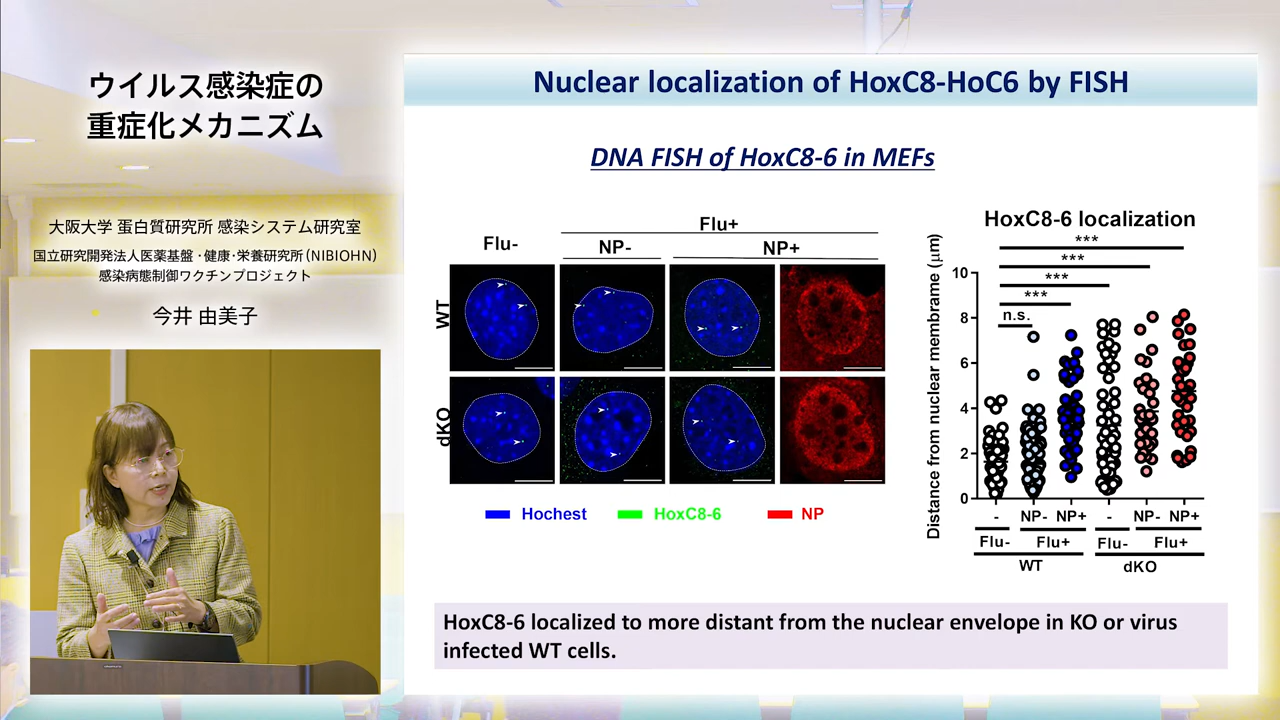 ウイルス感染症の
重症化メカニズム
大阪大学 蛋白質研究所 感染システム研究室
国立研究開発法人医薬基盤・健康・栄養研究所(NIBIOHN)
感染病態制御ワクチンプロジェクト
今井 由美子
Nuclear localization of HoxC8-HoC6 by FISH
DNA FISH of HoxC8-6 in MEFs
Flu+
Flu-
NP-
NP+
WT
dKO
Hochest
HoxC8-6
NP
HoxC8-6 localization
Distance from nuclear membrane (μm)
***
***
***
***
n.s.
10
8
6
4
2
0
- NP- NP+ - NP- NP+
Flu- Flu+ Flu- Flu+
WT dKO
HoxC8-6 localized to more distant from the nuclear envelope in KO or virus
infected WT cells.